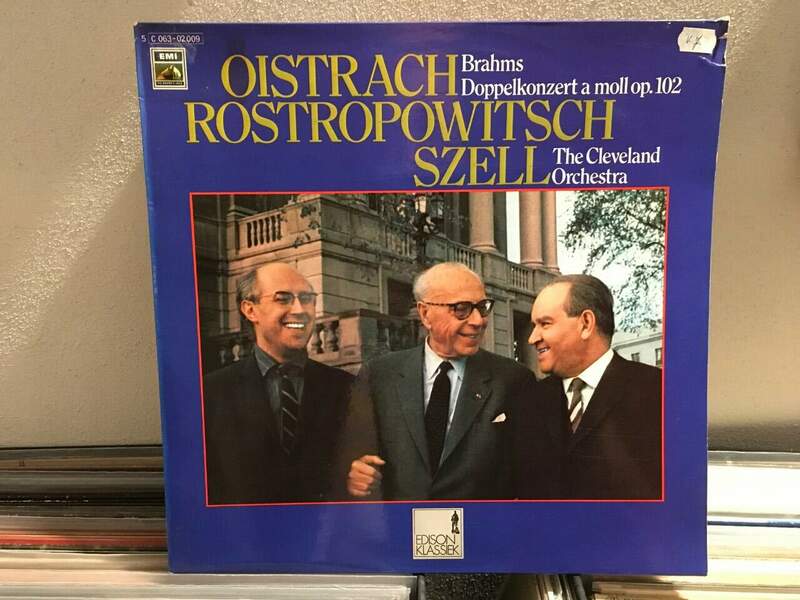 5 C 063-02.009
EMI
OISTRACH
Brahms
Doppelkonzert a moll op. 102
ROSTROPOWITSCH
SZELL
The Cleveland
Orchestra
EDISON
KLASSIEK